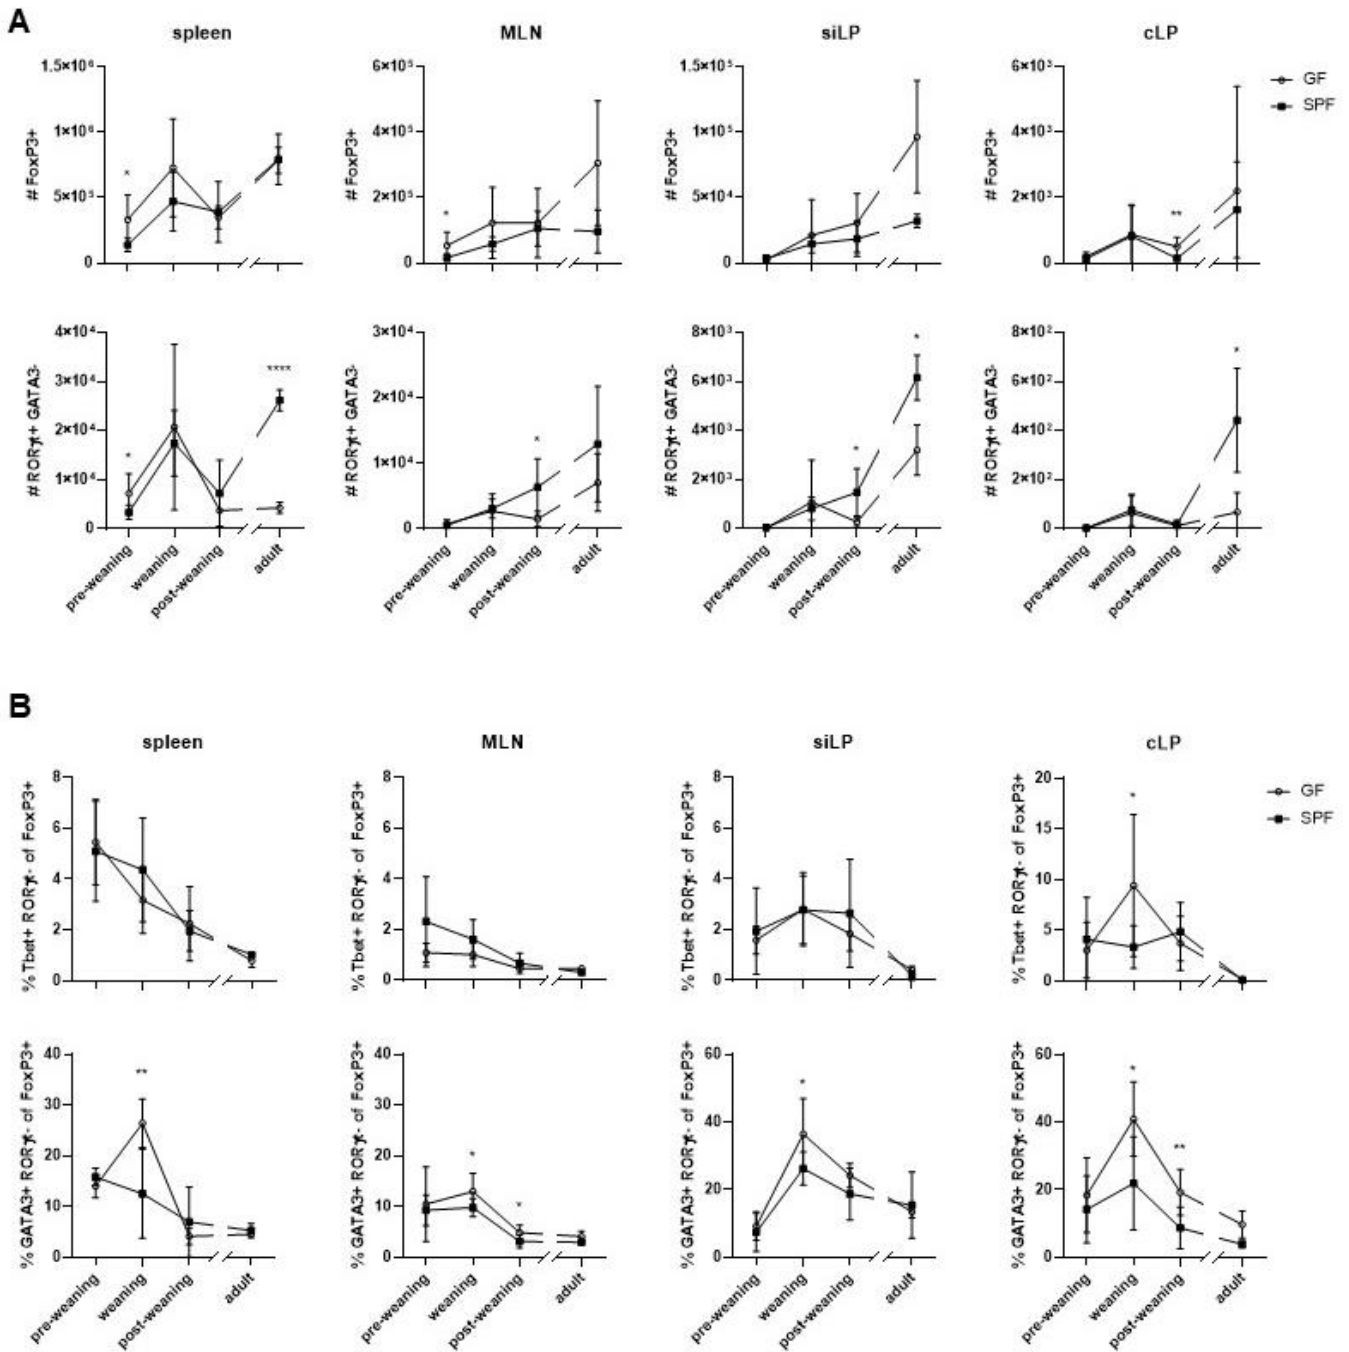 A
spleen MLN siLP cLP
# FoxP3+
1.5×10⁶
1×10⁶
5×10⁵
0
*
# FoxP3+
6×10⁵
4×10⁵
2×10⁵
0
*
# FoxP3+
1.5×10⁵
1×10⁵
5×10⁴
0
# FoxP3+
6×10³
4×10³
2×10³
0
**
GF
SPF
# RORγt+ GATA3-
4×10⁴
3×10⁴
2×10⁴
1×10⁴
0
*
****
pre-weaning
weaning
post-weaning
adult
# RORγt+ GATA3-
3×10⁴
2×10⁴
1×10⁴
0
*
pre-weaning
weaning
post-weaning
adult
# RORγt+ GATA3-
8×10³
6×10³
4×10³
2×10³
0
*
*
pre-weaning
weaning
post-weaning
adult
# RORγt+ GATA3-
8×10²
6×10²
4×10²
2×10²
0
*
pre-weaning
weaning
post-weaning
adult
B
spleen MLN siLP cLP
% Tbet+ RORγt- of FoxP3+
8
6
4
2
0
% Tbet+ RORγt- of FoxP3+
8
6
4
2
0
% Tbet+ RORγt- of FoxP3+
8
6
4
2
0
% Tbet+ RORγt- of FoxP3+
20
15
10
5
0
*
GF
SPF
% GATA3+ RORγt- of FoxP3+
40
30
20
10
0
**
pre-weaning
weaning
post-weaning
adult
% GATA3+ RORγt- of FoxP3+
40
30
20
10
0
*
*
pre-weaning
weaning
post-weaning
adult
% GATA3+ RORγt- of FoxP3+
60
40
20
0
*
pre-weaning
weaning
post-weaning
adult
% GATA3+ RORγt- of FoxP3+
60
40
20
0
*
**
pre-weaning
weaning
post-weaning
adult